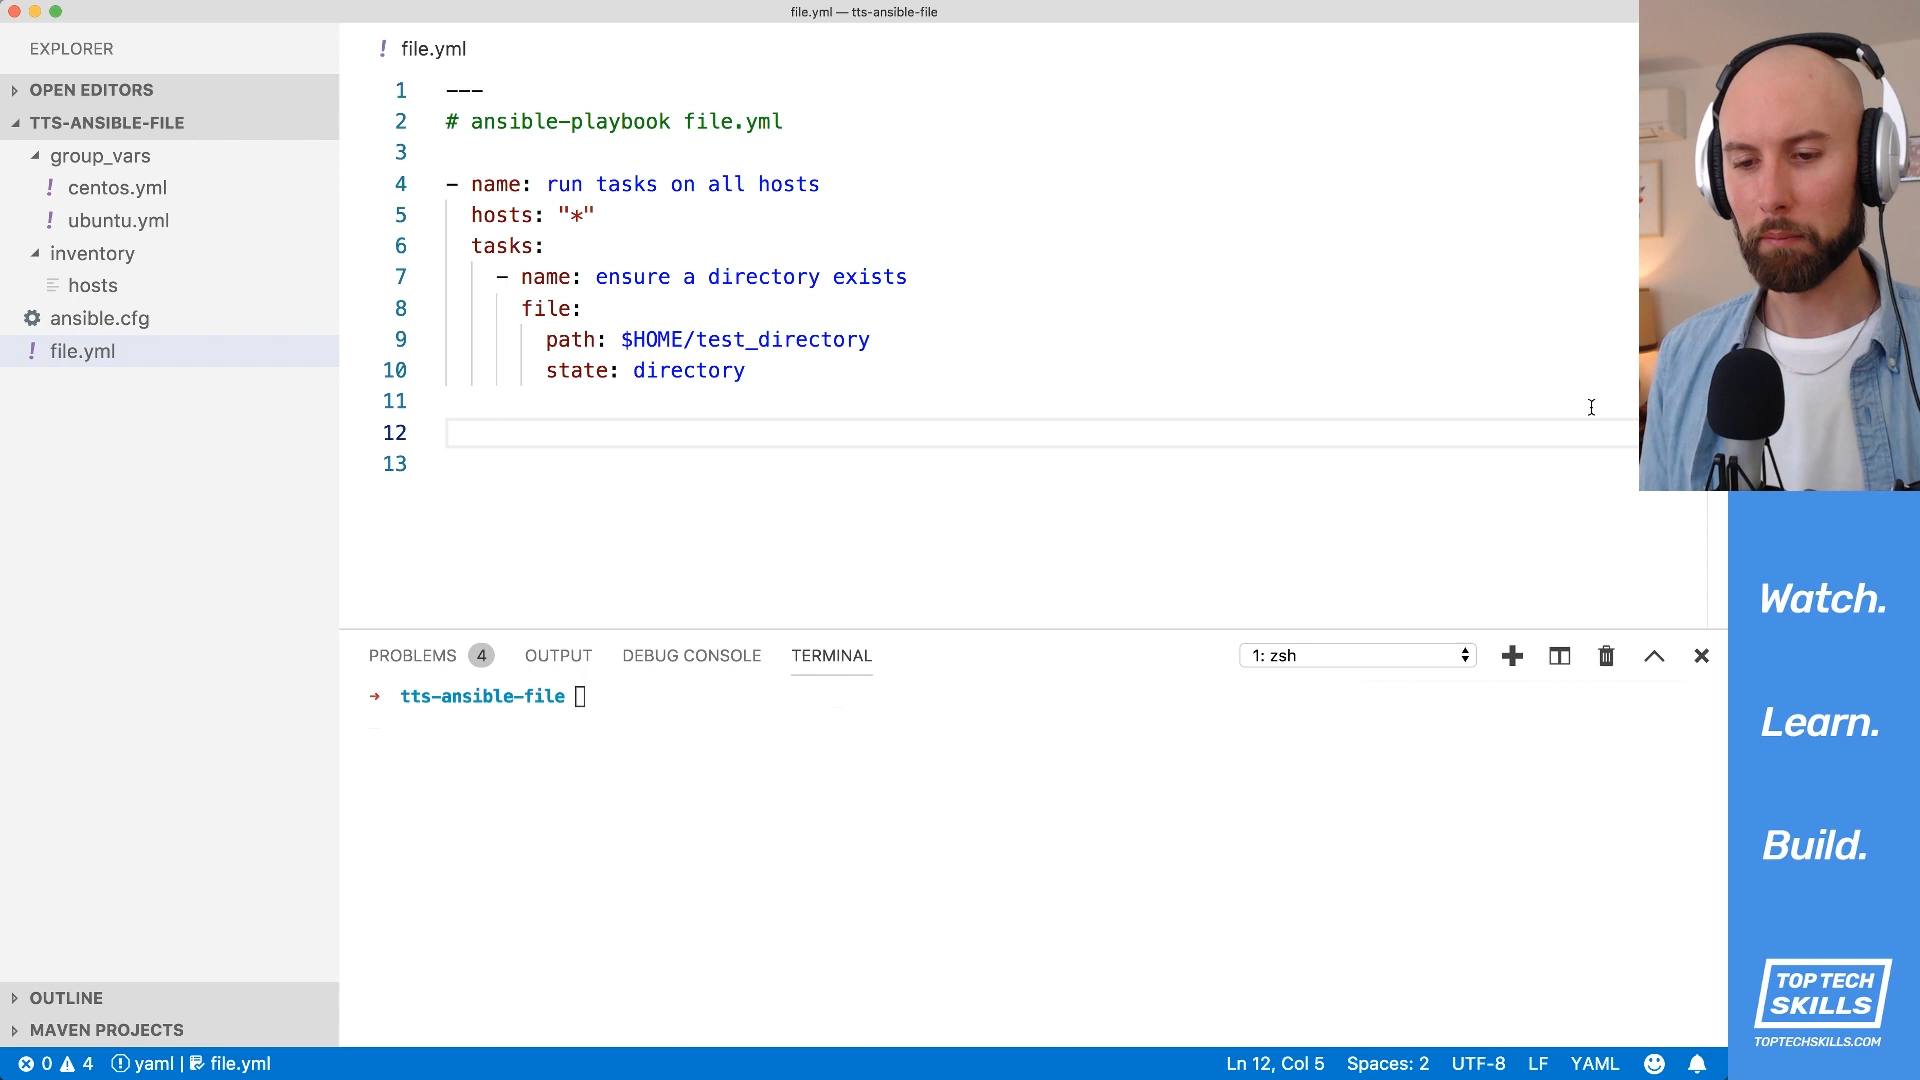 file.yml — tts-ansible-file
EXPLORER
OPEN EDITORS
TTS-ANSIBLE-FILE
group_vars
! centos.yml
! ubuntu.yml
inventory
hosts
ansible.cfg
! file.yml
OUTLINE
MAVEN PROJECTS
! file.yml
1 ---
2 # ansible-playbook file.yml
3
4 - name: run tasks on all hosts
5 hosts: "*"
6 tasks:
7 - name: ensure a directory exists
8 file:
9 path: $HOME/test_directory
10 state: directory
11
12
13
PROBLEMS 4 OUTPUT DEBUG CONSOLE TERMINAL 1: zsh
→ tts-ansible-file
Watch.
Learn.
Build.
TOP TECH
SKILLS
TOPTECHSKILLS.COM
0 4 yaml | file.yml Ln 12, Col 5 Spaces: 2 UTF-8 LF YAML